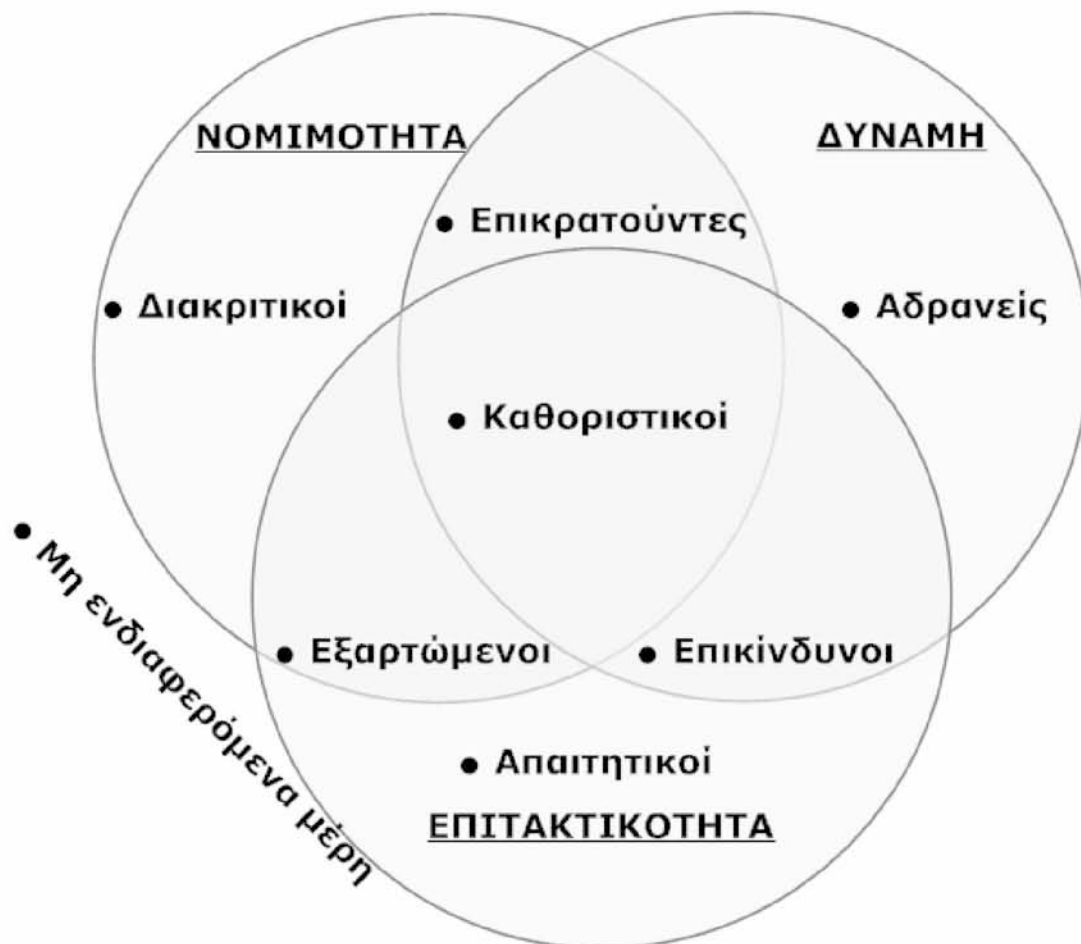 ΝΟΜΙΜΟΤΗΤΑ
ΔΥΝΑΜΗ
• Επικρατούντες
• Διακριτικοί
• Αδρανείς
• Καθοριστικοί
• Μη ενδιαφερόμενα μέρη
• Εξαρτώμενοι
• Επικίνδυνοι
• Απαιτητικοί
ΕΠΙΤΑΚΤΙΚΟΤΗΤΑ